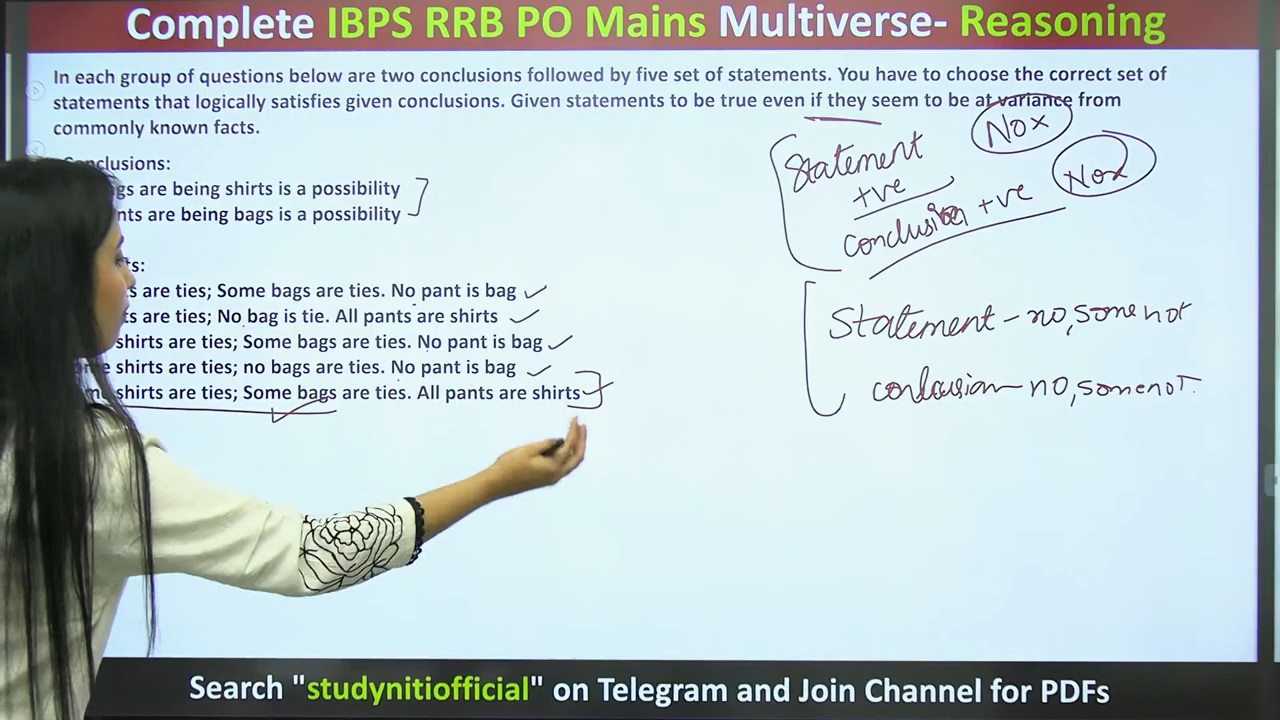 Complete IBPS RRB PO Mains Multiverse- Reasoning
In each group of questions below are two conclusions followed by five set of statements. You have to choose the correct set of
statements that logically satisfies given conclusions. Given statements to be true even if they seem to be at variance from
commonly known facts.
nclusions:
gs are being shirts is a possibility
nts are being bags is a possibility
ts:
s are ties; Some bags are ties. No pant is bag
ts are ties; No bag is tie. All pants are shirts
shirts are ties; Some bags are ties. No pant is bag
shirts are ties; no bags are ties. No pant is bag
shirts are ties; Some bags are ties. All pants are shirts
Statement
+ve
NOX
Conclusion +ve
Nox
Statement - no, some not
conclusion - no, some not.
Search "studynitiofficial" on Telegram and Join Channel for PDFs